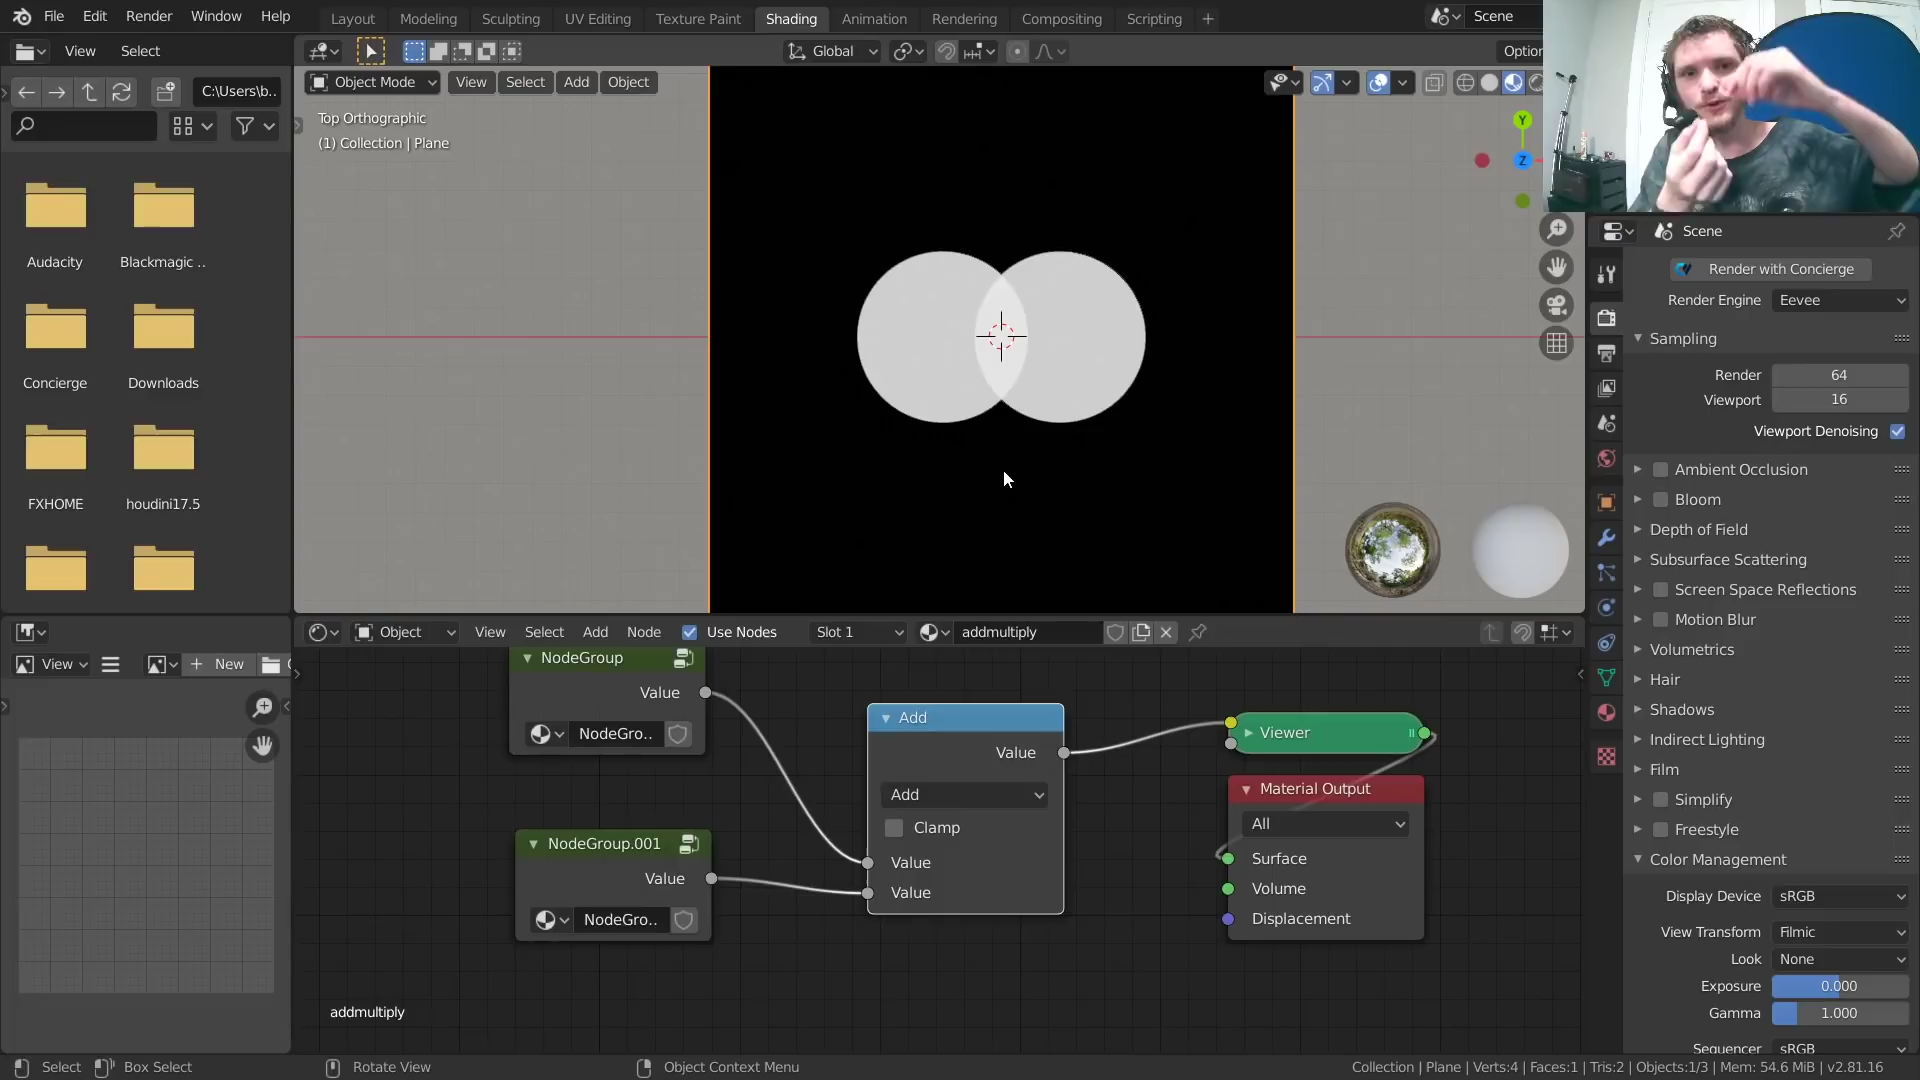 File Edit Render Window Help
Layout Modeling Sculpting UV Editing Texture Paint Shading Animation Rendering Compositing Scripting +
Scene
View Select
Global
Optior
C:\Users\b..
Object Mode View Select Add Object
Top Orthographic
(1) Collection | Plane
Y
Z
Audacity
Blackmagic ..
Concierge
Downloads
FXHOME
houdini17.5
Scene
Render with Concierge
Render Engine Eevee
Sampling
Render 64
Viewport 16
Viewport Denoising
Ambient Occlusion
Bloom
Depth of Field
Subsurface Scattering
Screen Space Reflections
Motion Blur
Volumetrics
Hair
Shadows
Indirect Lighting
Film
Simplify
Freestyle
Color Management
Display Device sRGB
View Transform Filmic
Look None
Exposure 0.000
Gamma 1.000
Sequencer sRGB
Object View Select Add Node Use Nodes Slot 1 addmultiply
View + New
NodeGroup
Value
NodeGro..
NodeGroup.001
Value
NodeGro..
Add
Value
Add
Clamp
Value
Value
Viewer
Material Output
All
Surface
Volume
Displacement
addmultiply
Select Box Select Rotate View Object Context Menu
Collection | Plane | Verts:4 | Faces:1 | Tris:2 | Objects:1/3 | Mem: 54.6 MiB | v2.81.16